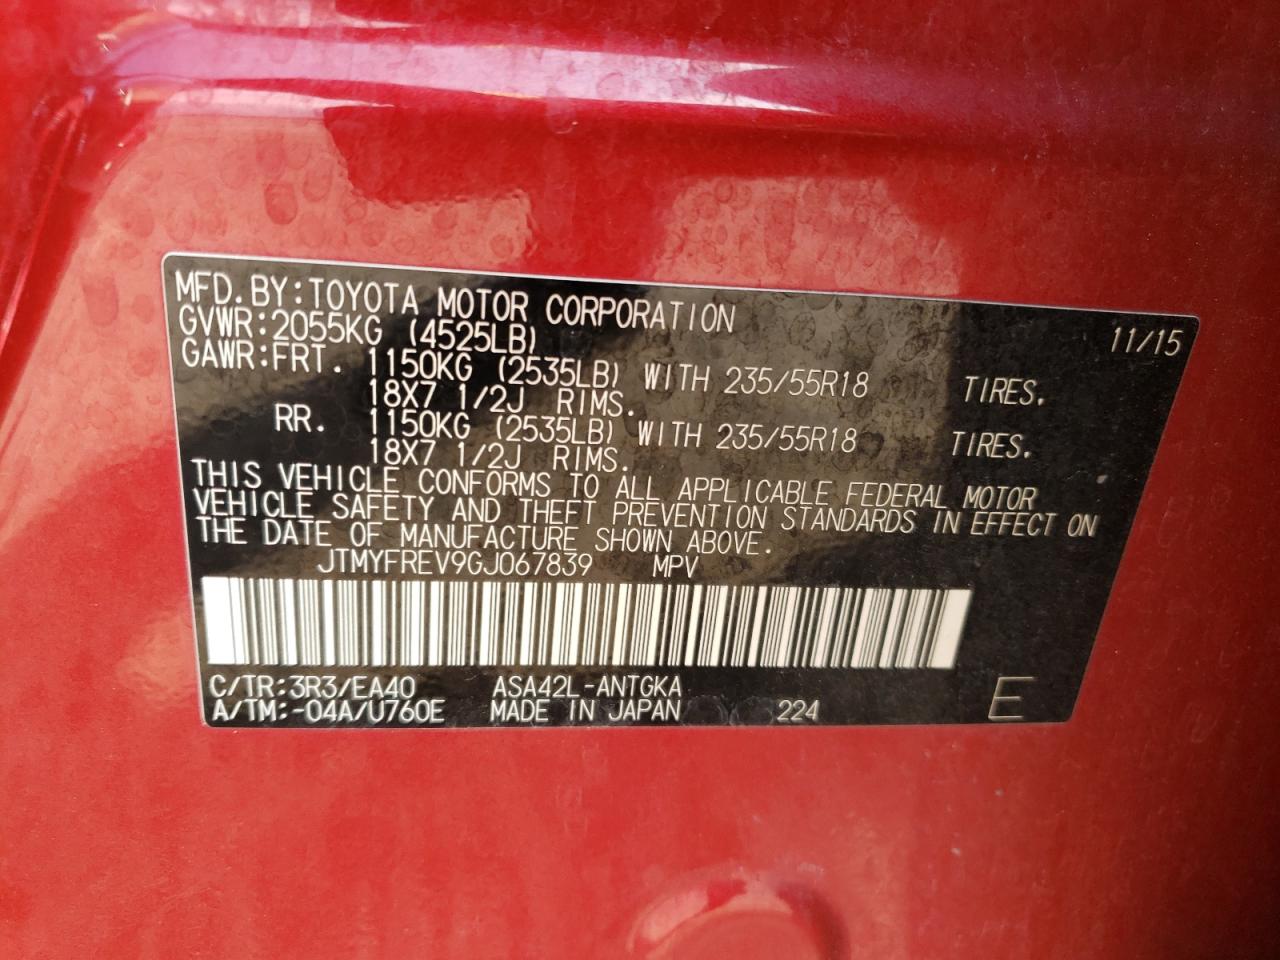 MFD.BY:TOYOTA MOTOR CORPORATION 11/15
GVWR:2055KG (4525LB)
GAWR:FRT. 1150KG (2535LB) WITH 235/55R18 TIRES.
18X7 1/2J RIMS.
RR. 1150KG (2535LB) WITH 235/55R18 TIRES.
18X7 1/2J RIMS.
THIS VEHICLE CONFORMS TO ALL APPLICABLE FEDERAL MOTOR
VEHICLE SAFETY AND THEFT PREVENTION STANDARDS IN EFFECT ON
THE DATE OF MANUFACTURE SHOWN ABOVE.
JTMYFREV9GJ067839 MPV
C/TR:3R3/EA40 ASA42L-ANTGKA
A/TM:-04A/U760E MADE IN JAPAN 224 E